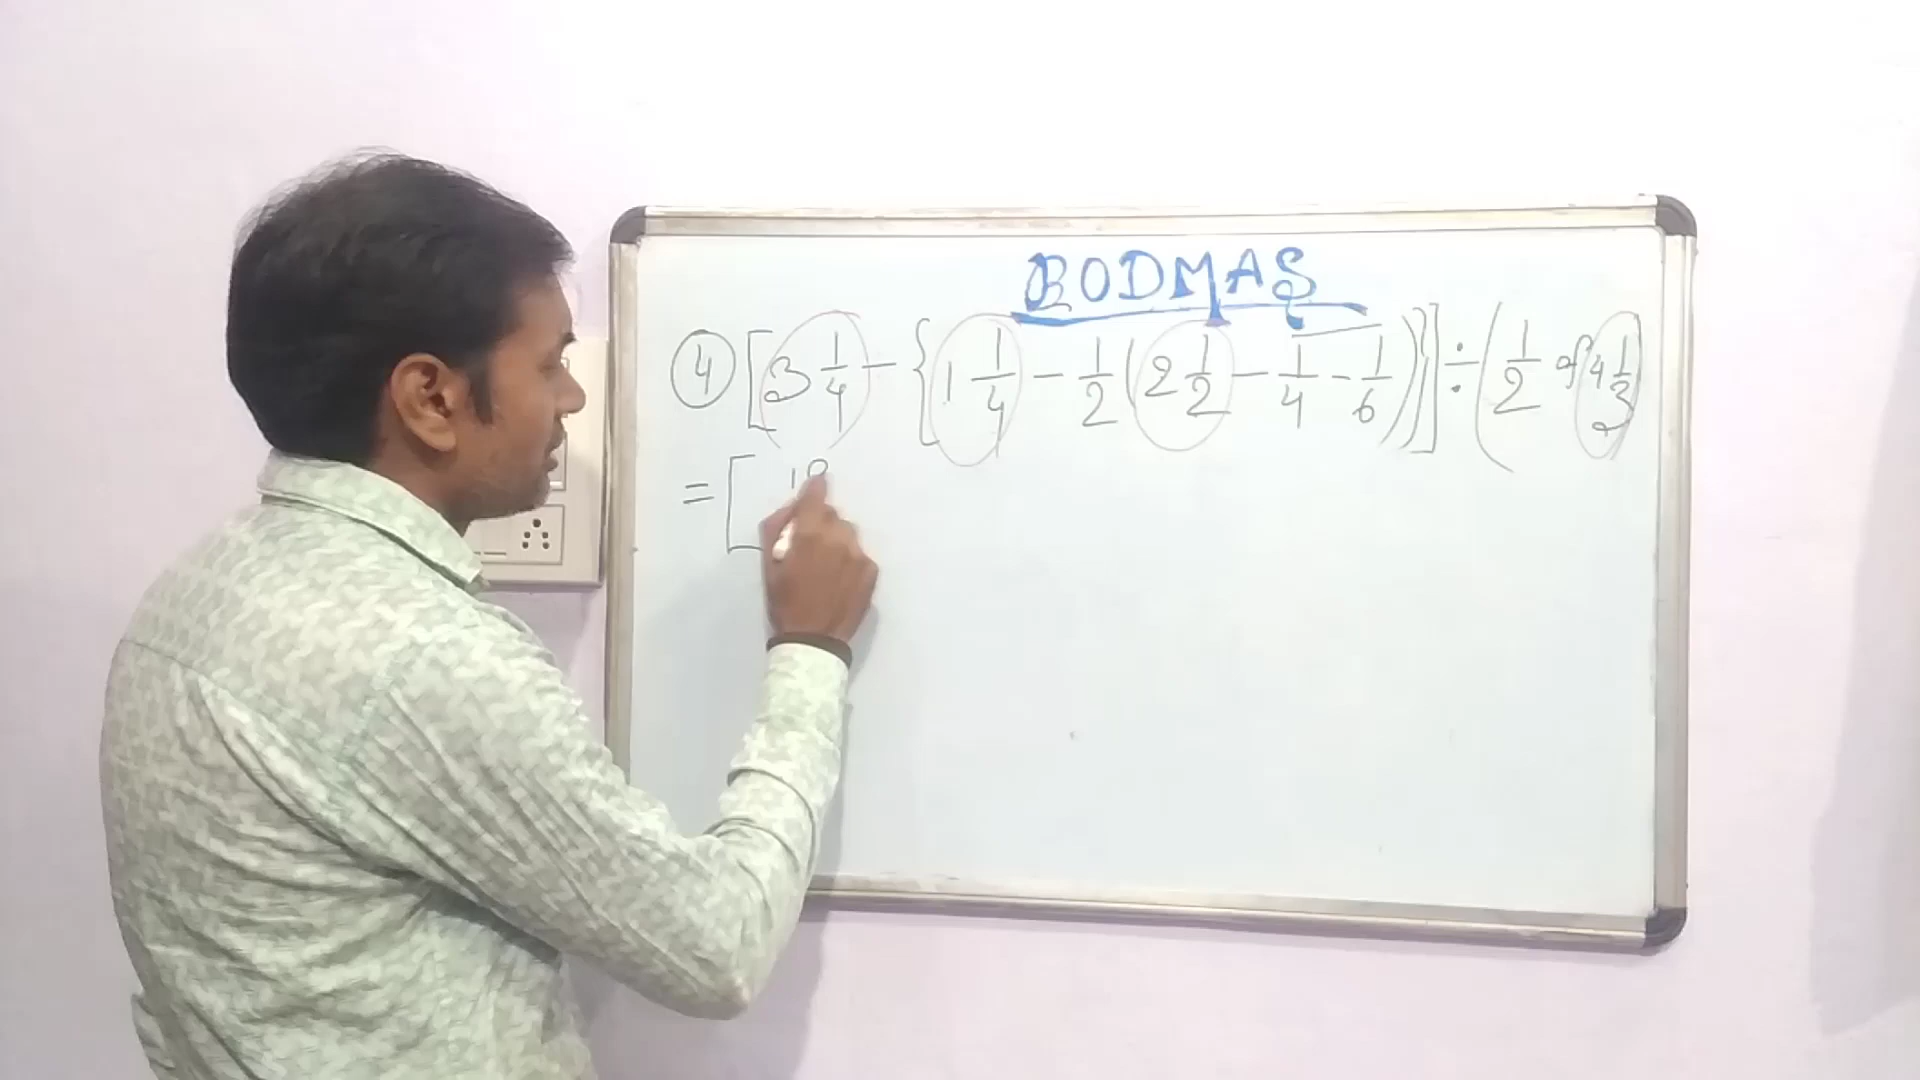 BODMAS
④ [3 1/4 - {1 1/4 - 1/2 (2 1/2 - \overline{1/4 - 1/6})}] ÷ (1/2 of 4 1/3
= [